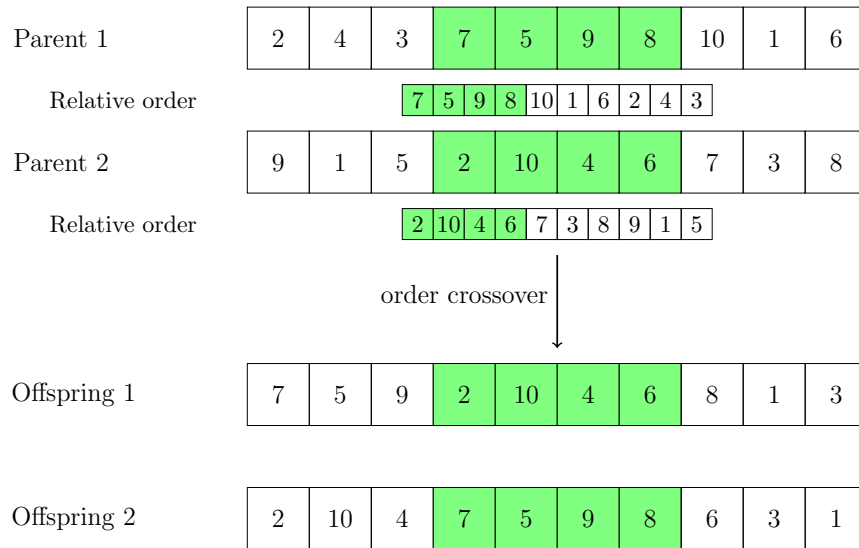 Parent 1 2 4 3 7 5 9 8 10 1 6
Relative order 7 5 9 8 10 1 6 2 4 3
Parent 2 9 1 5 2 10 4 6 7 3 8
Relative order 2 10 4 6 7 3 8 9 1 5
order crossover
Offspring 1 7 5 9 2 10 4 6 8 1 3
Offspring 2 2 10 4 7 5 9 8 6 3 1